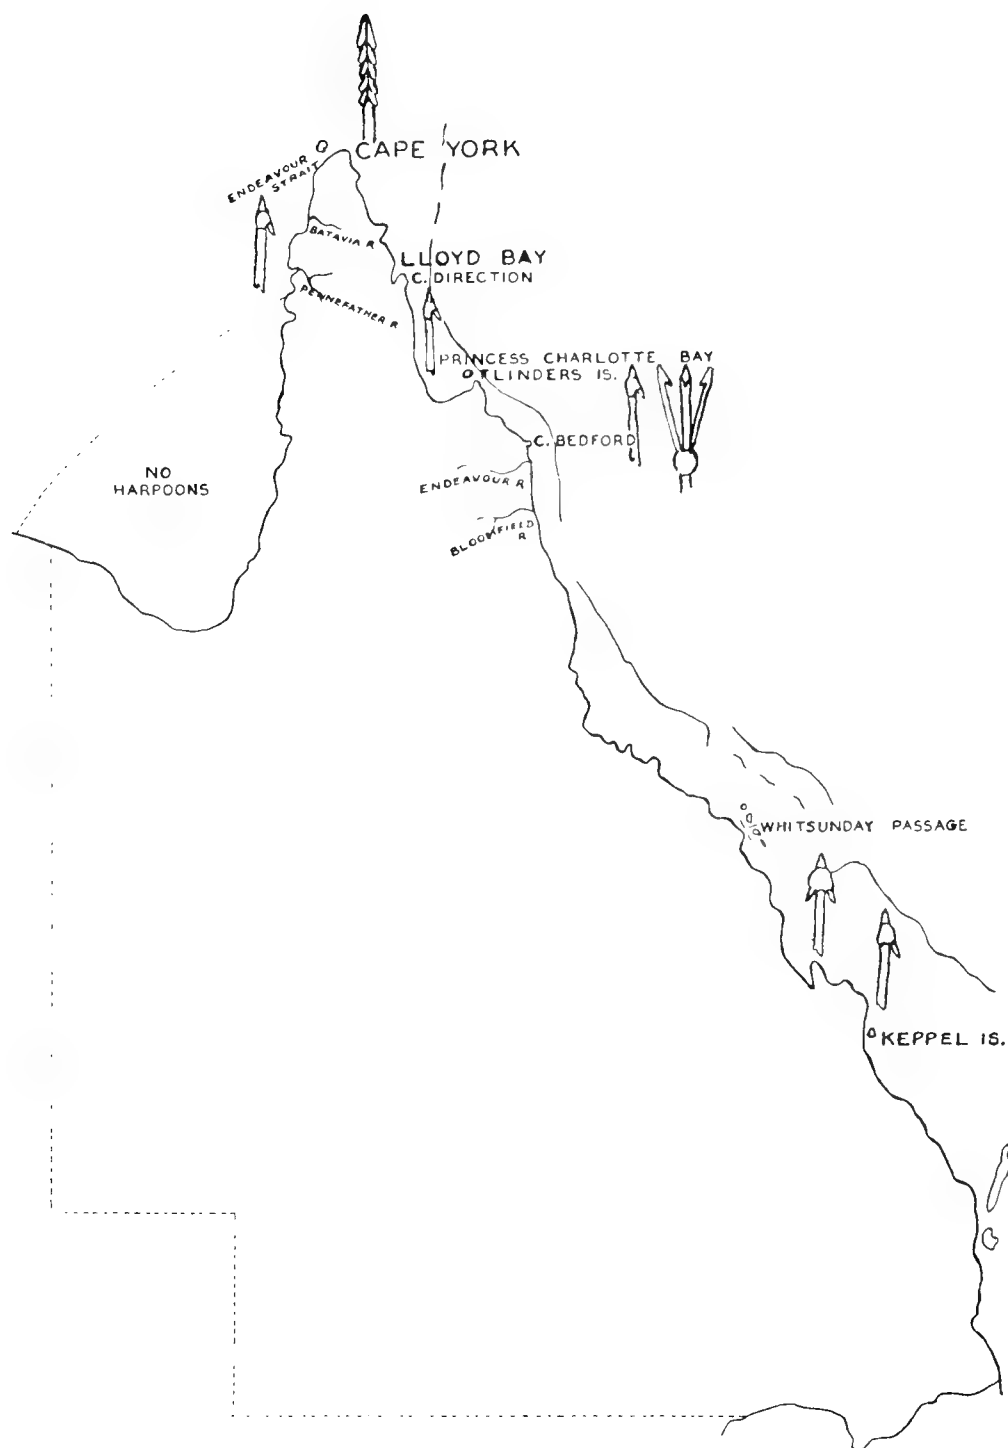 CAPE YORK
ENDEAVOUR
STRAIT
BATAVIA R
LLOYD BAY
C. DIRECTION
PENNEFATHER R
PRINCESS CHARLOTTE BAY
FLINDERS IS.
C. BEDFORD
NO
HARPOONS
ENDEAVOUR R
BLOOMFIELD
R
WHITSUNDAY PASSAGE
KEPPEL IS.